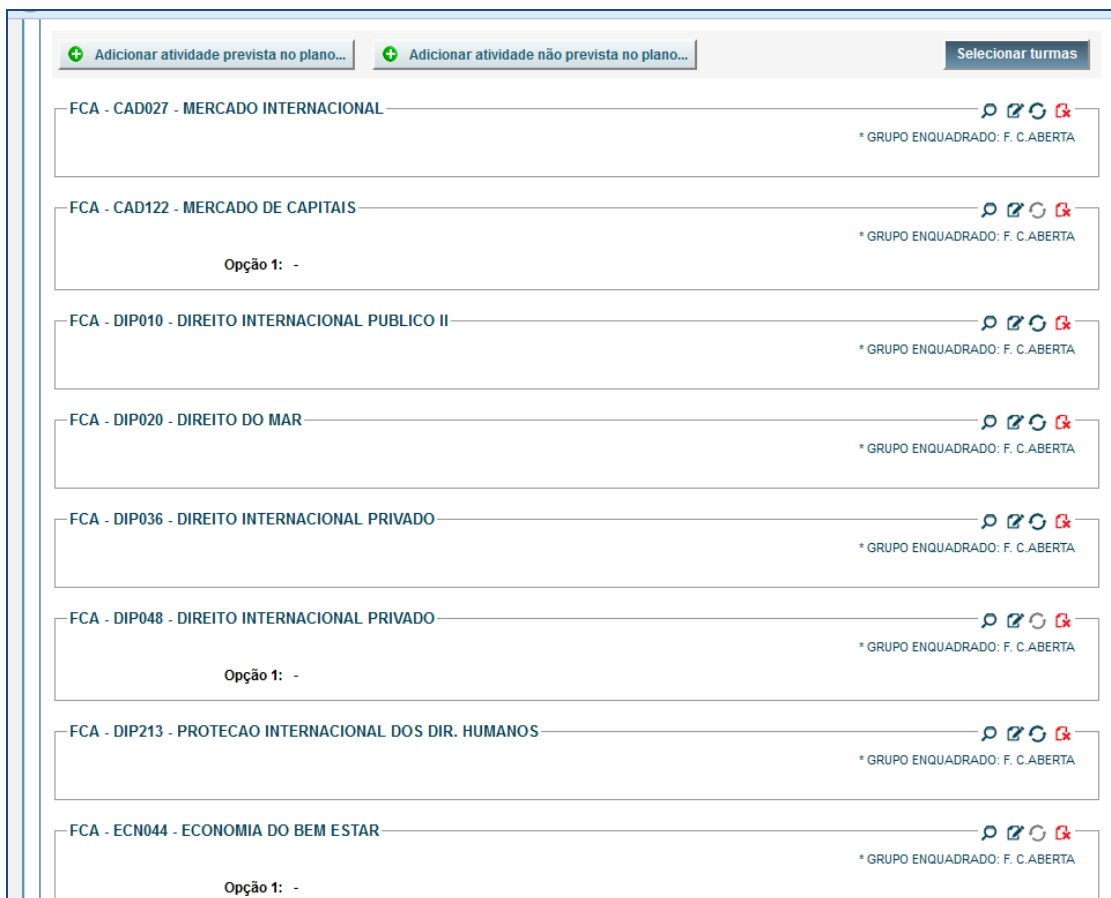 Adicionar atividade prevista no plano... Adicionar atividade não prevista no plano... Selecionar turmas
FCA - CAD027 - MERCADO INTERNACIONAL
* GRUPO ENQUADRADO: F. C.ABERTA
FCA - CAD122 - MERCADO DE CAPITAIS
* GRUPO ENQUADRADO: F. C.ABERTA
Opção 1: -
FCA - DIP010 - DIREITO INTERNACIONAL PUBLICO II
* GRUPO ENQUADRADO: F. C.ABERTA
FCA - DIP020 - DIREITO DO MAR
* GRUPO ENQUADRADO: F. C.ABERTA
FCA - DIP036 - DIREITO INTERNACIONAL PRIVADO
* GRUPO ENQUADRADO: F. C.ABERTA
FCA - DIP048 - DIREITO INTERNACIONAL PRIVADO
* GRUPO ENQUADRADO: F. C.ABERTA
Opção 1: -
FCA - DIP213 - PROTECAO INTERNACIONAL DOS DIR. HUMANOS
* GRUPO ENQUADRADO: F. C.ABERTA
FCA - ECN044 - ECONOMIA DO BEM ESTAR
* GRUPO ENQUADRADO: F. C.ABERTA
Opção 1: -